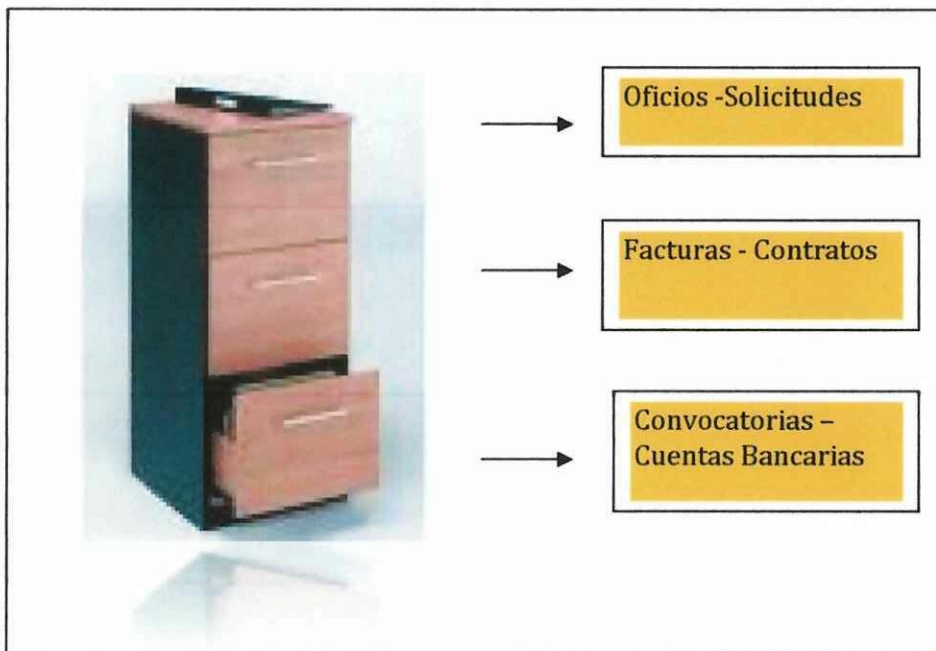 Oficios -Solicitudes
Facturas - Contratos
Convocatorias –
Cuentas Bancarias